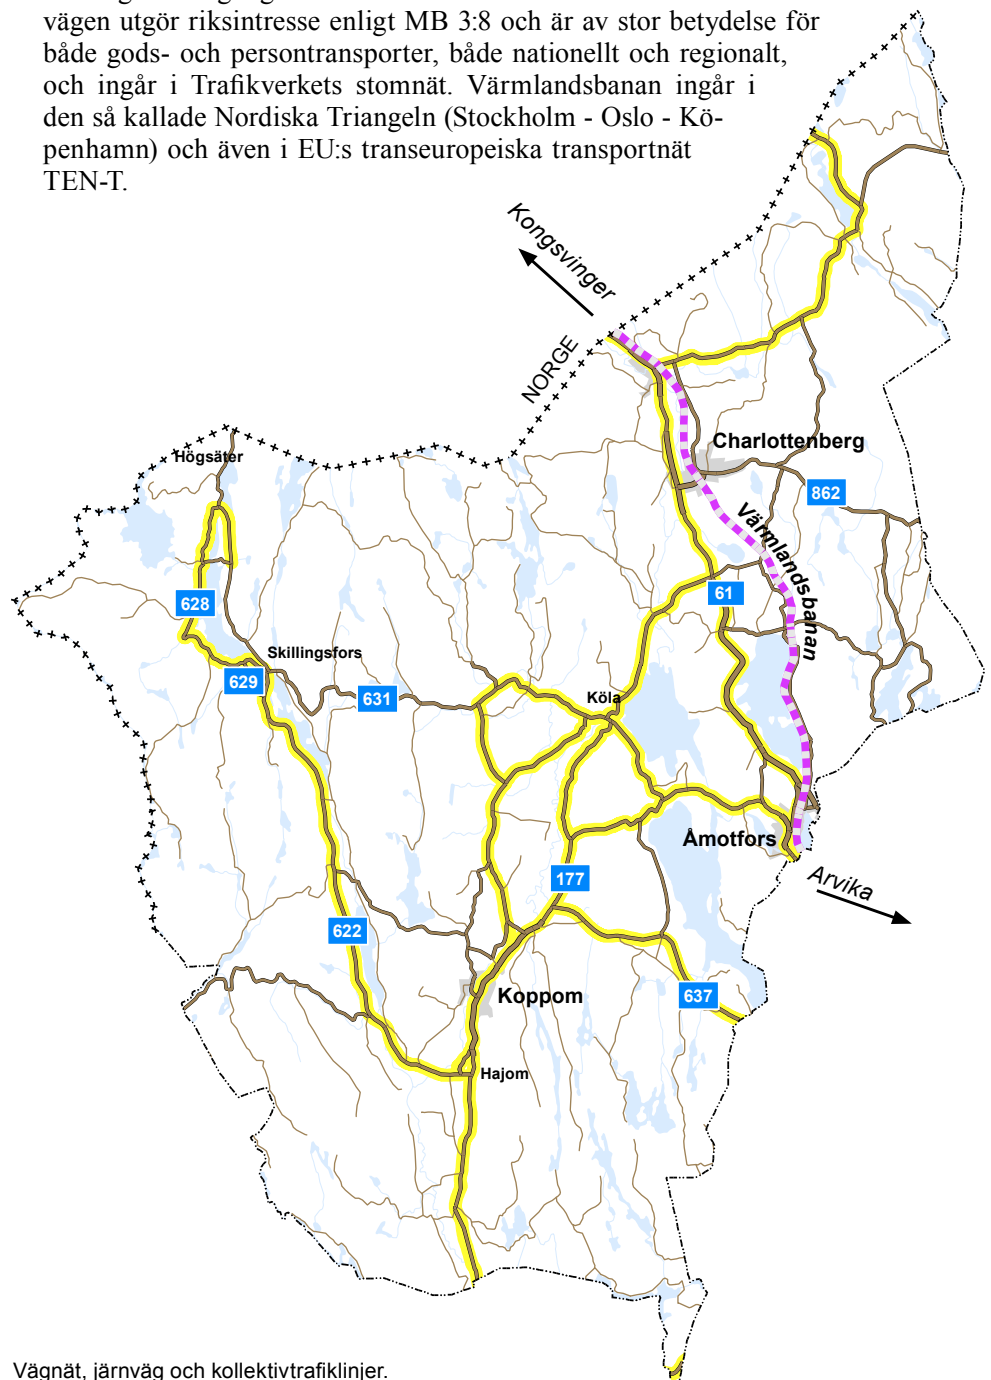 vägen utgör riksintresse enligt MB 3:8 och är av stor betydelse för
både gods- och persontransporter, både nationellt och regionalt,
och ingår i Trafikverkets stomnät. Värmlandsbanan ingår i
den så kallade Nordiska Triangeln (Stockholm - Oslo - Kö-
penhamn) och även i EU:s transeuropeiska transportnät
TEN-T.
Kongsvinger
NORGE
Charlottenberg
Högsäter
862
Värmlandsbanan
61
628
Skillingsfors
629
631
Köla
Åmotfors
177
Arvika
622
Koppom
637
Hajom
Vägnät, järnväg och kollektivtrafiklinjer.